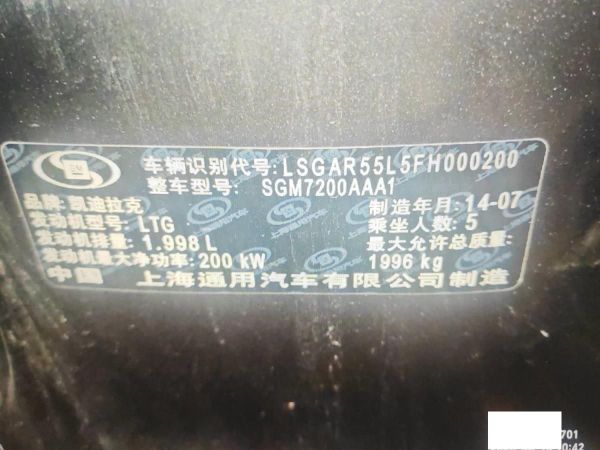 车辆识别代号:LSGAR55L5FH000200
整车型号: SGM7200AAA1
品牌: 凯迪拉克 制造年月:14-07
发动机型号: LTG 乘坐人数: 5
发动机排量: 1.998 L 最大允许总质量:
发动机最大净功率: 200 kW 1996 kg
中国 上海通用汽车有限公司制造
701
0:42